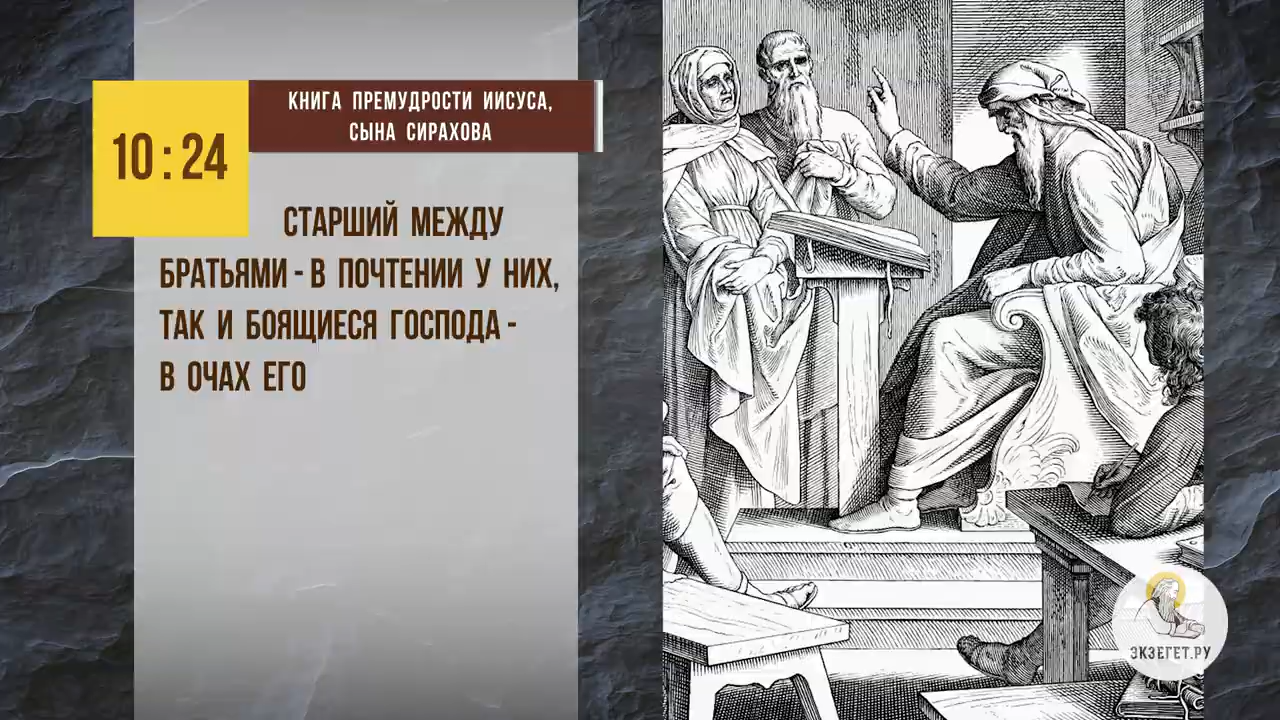 КНИГА ПРЕМУДРОСТИ ИИСУСА,
СЫНА СИРАХОВА
10:24
СТАРШИЙ МЕЖДУ
БРАТЬЯМИ - В ПОЧТЕНИИ У НИХ,
ТАК И БОЯЩИЕСЯ ГОСПОДА -
В ОЧАХ ЕГО
ЭКЗЕГЕТ.РУ